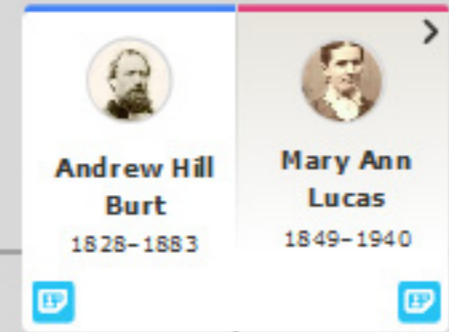 Andrew Hill
Burt
1828–1883
Mary Ann
Lucas
1849–1940